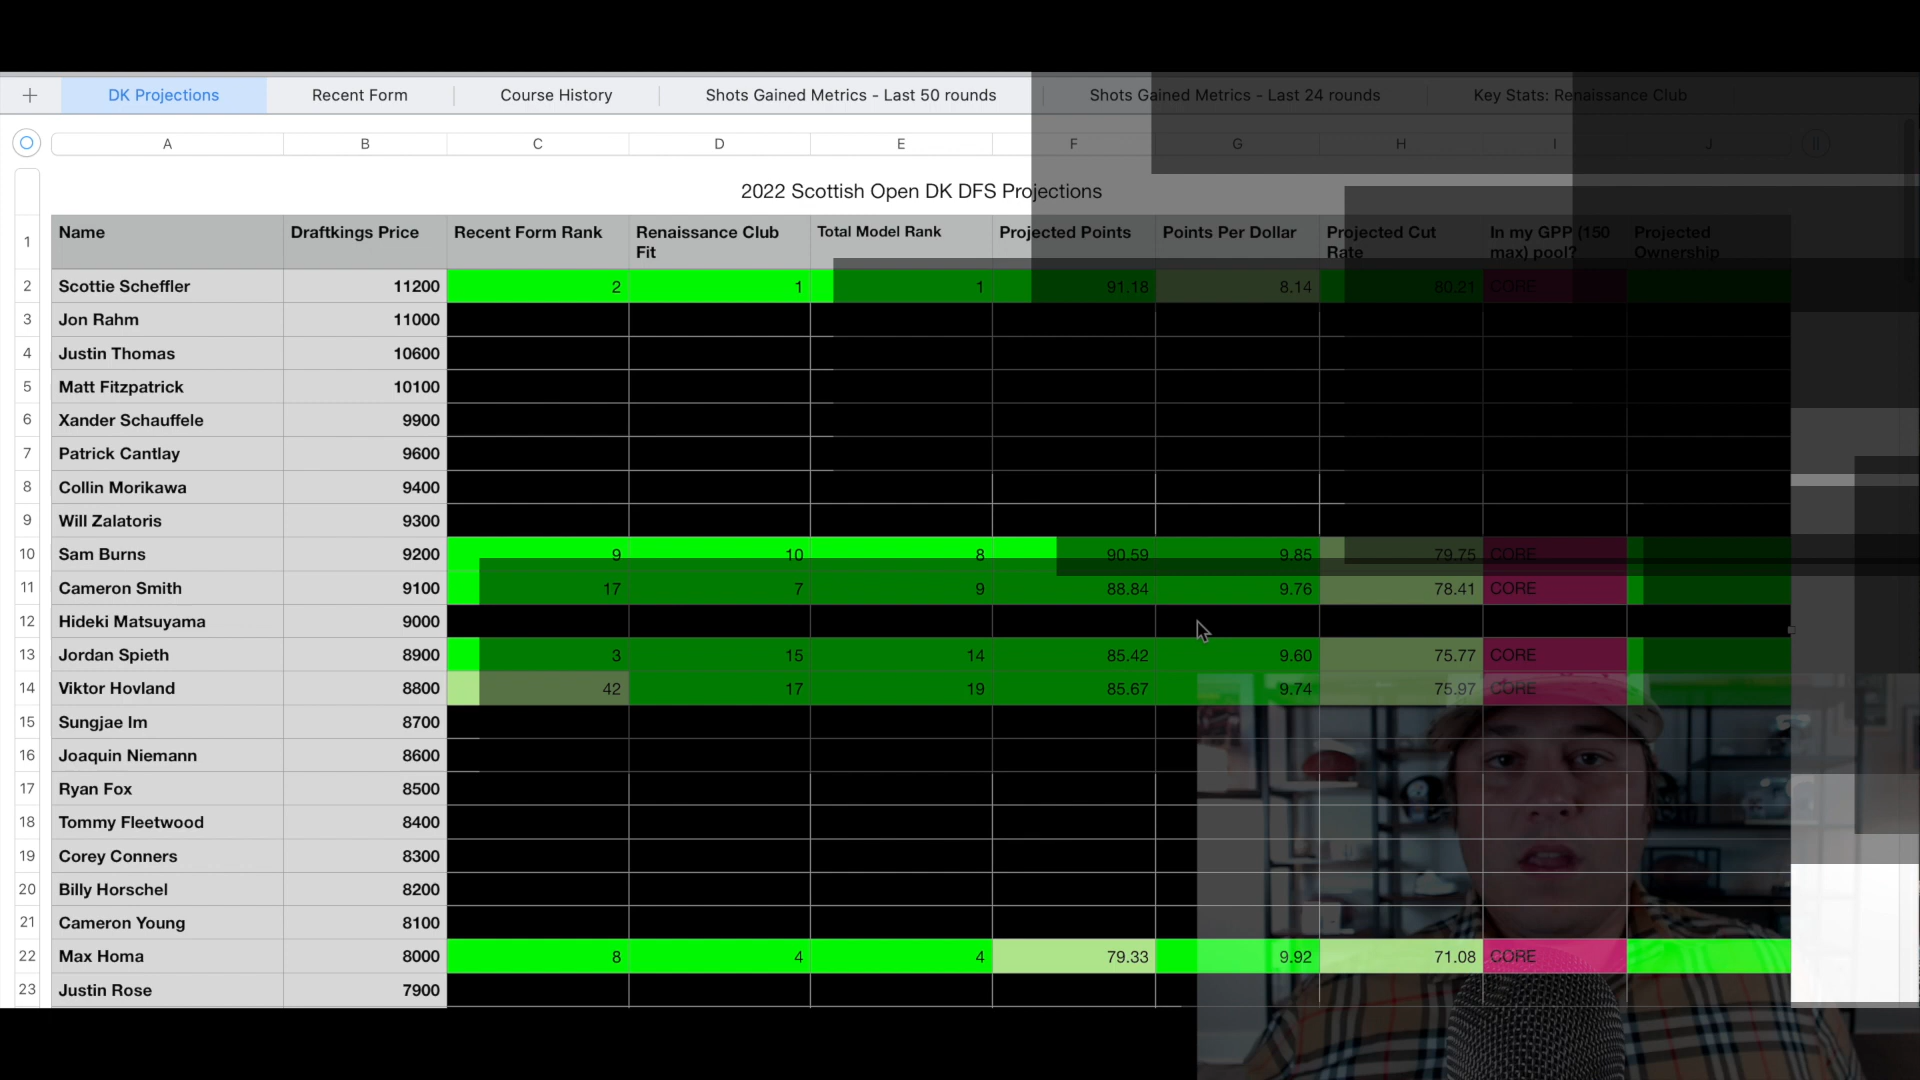 DK Projections Recent Form Course History Shots Gained Metrics - Last 50 rounds Shots Gained Metrics - Last 24 rounds Key Stats: Renaissance Club
A B C D E F G H I J
2022 Scottish Open DK DFS Projections
1 Name Draftkings Price Recent Form Rank Renaissance Club Fit Total Model Rank Projected Points Points Per Dollar Projected Cut Rate In my GPP (150 max) pool? Projected Ownership
2 Scottie Scheffler 11200 2 1 1 91.18 8.14 80.21 CORE
3 Jon Rahm 11000
4 Justin Thomas 10600
5 Matt Fitzpatrick 10100
6 Xander Schauffele 9900
7 Patrick Cantlay 9600
8 Collin Morikawa 9400
9 Will Zalatoris 9300
10 Sam Burns 9200 9 10 8 90.59 9.85 79.75 CORE
11 Cameron Smith 9100 17 7 9 88.84 9.76 78.41 CORE
12 Hideki Matsuyama 9000
13 Jordan Spieth 8900 3 15 14 85.42 9.60 75.77 CORE
14 Viktor Hovland 8800 42 17 19 85.67 9.74 75.97 CORE
15 Sungjae Im 8700
16 Joaquin Niemann 8600
17 Ryan Fox 8500
18 Tommy Fleetwood 8400
19 Corey Conners 8300
20 Billy Horschel 8200
21 Cameron Young 8100
22 Max Homa 8000 8 4 4 79.33 9.92 71.08 CORE
23 Justin Rose 7900